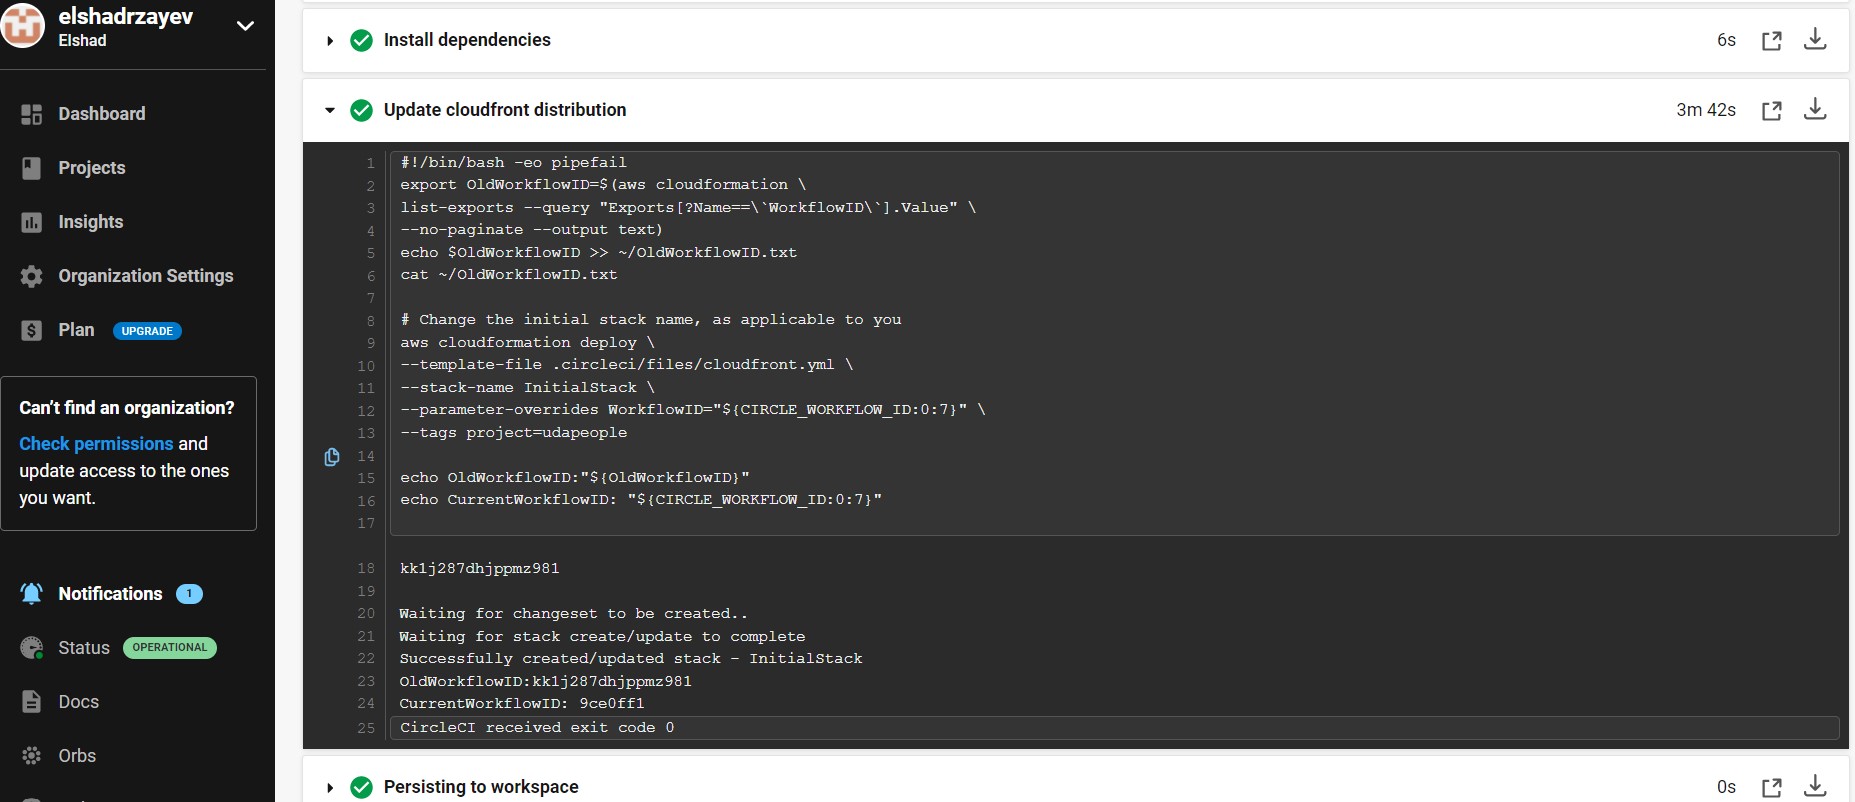 elshadrzayev
Elshad
Dashboard
Projects
Insights
Organization Settings
Plan UPGRADE
Can't find an organization?
Check permissions and
update access to the ones
you want.
Notifications 1
Status OPERATIONAL
Docs
Orbs
Install dependencies 6s
Update cloudfront distribution 3m 42s
1 #!/bin/bash -eo pipefail
2 export OldWorkflowID=$(aws cloudformation \
3 list-exports --query "Exports[?Name==\`WorkflowID\`].Value" \
4 --no-paginate --output text)
5 echo $OldWorkflowID >> ~/OldWorkflowID.txt
6 cat ~/OldWorkflowID.txt
7
8 # Change the initial stack name, as applicable to you
9 aws cloudformation deploy \
10 --template-file .circleci/files/cloudfront.yml \
11 --stack-name InitialStack \
12 --parameter-overrides WorkflowID="${CIRCLE_WORKFLOW_ID:0:7}" \
13 --tags project=udapeople
14
15 echo OldWorkflowID:"${OldWorkflowID}"
16 echo CurrentWorkflowID: "${CIRCLE_WORKFLOW_ID:0:7}"
17
18 kk1j287dhjppmz981
19
20 Waiting for changeset to be created..
21 Waiting for stack create/update to complete
22 Successfully created/updated stack - InitialStack
23 OldWorkflowID:kk1j287dhjppmz981
24 CurrentWorkflowID: 9ce0ff1
25 CircleCI received exit code 0
Persisting to workspace 0s